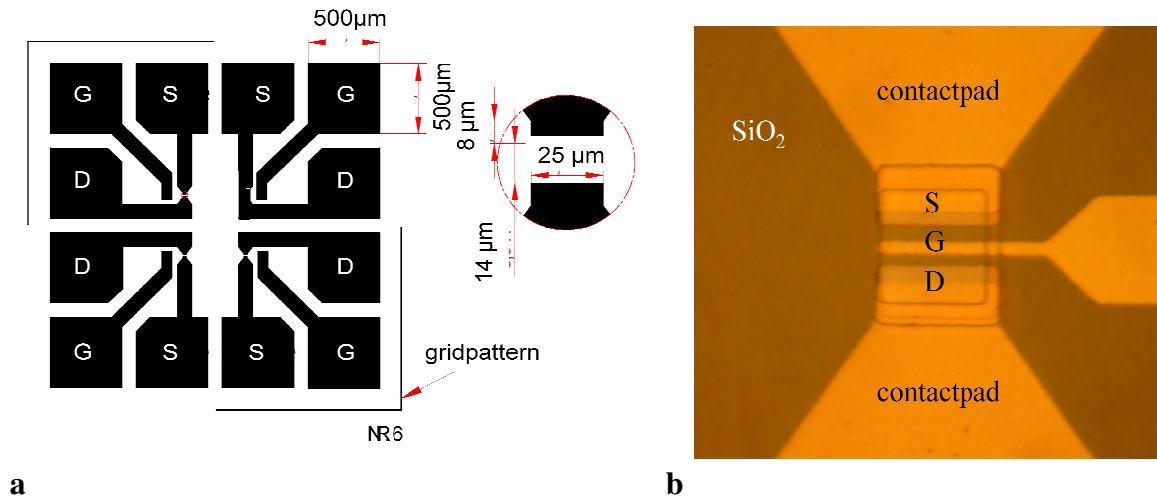 500µm
G S S G
500µm
8 µm
25 µm
14 µm
D D
D D
G S S G
gridpattern
NR6
a
contactpad
SiO2
S
G
D
contactpad
b